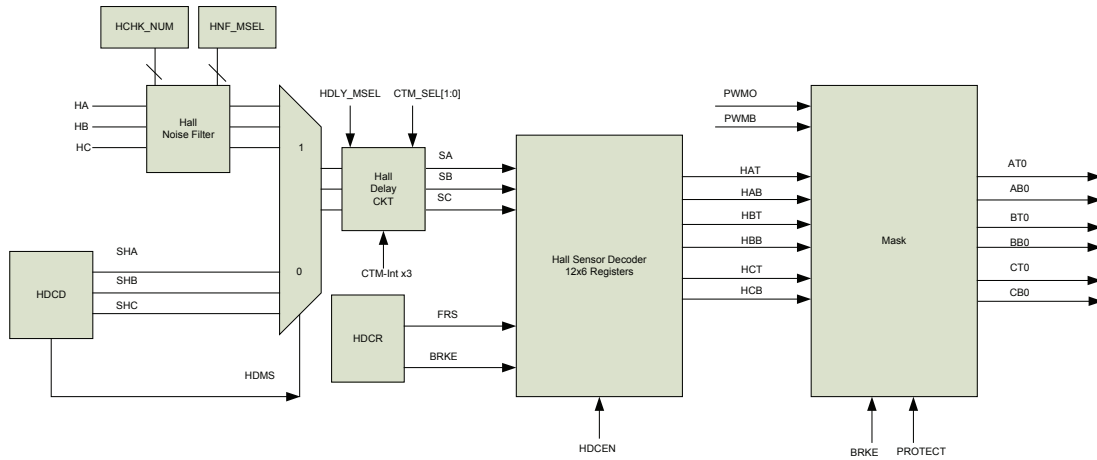 HCHK_NUM
HNF_MSEL
HA
HB
HC
Hall
Noise Filter
1
0
HDLY_MSEL
CTM_SEL[1:0]
Hall
Delay
CKT
CTM-Int x3
SA
SB
SC
HDCD
SHA
SHB
SHC
HDMS
HDCR
FRS
BRKE
Hall Sensor Decoder
12x6 Registers
HDCEN
PWMO
PWMB
HAT
HAB
HBT
HBB
HCT
HCB
Mask
BRKE
PROTECT
AT0
AB0
BT0
BB0
CT0
CB0